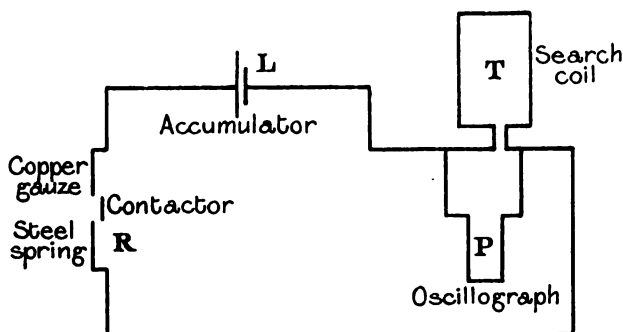 L
T
Search
coil
Accumulator
Copper
gauze
Contactor
Steel
spring
R
P
Oscillograph